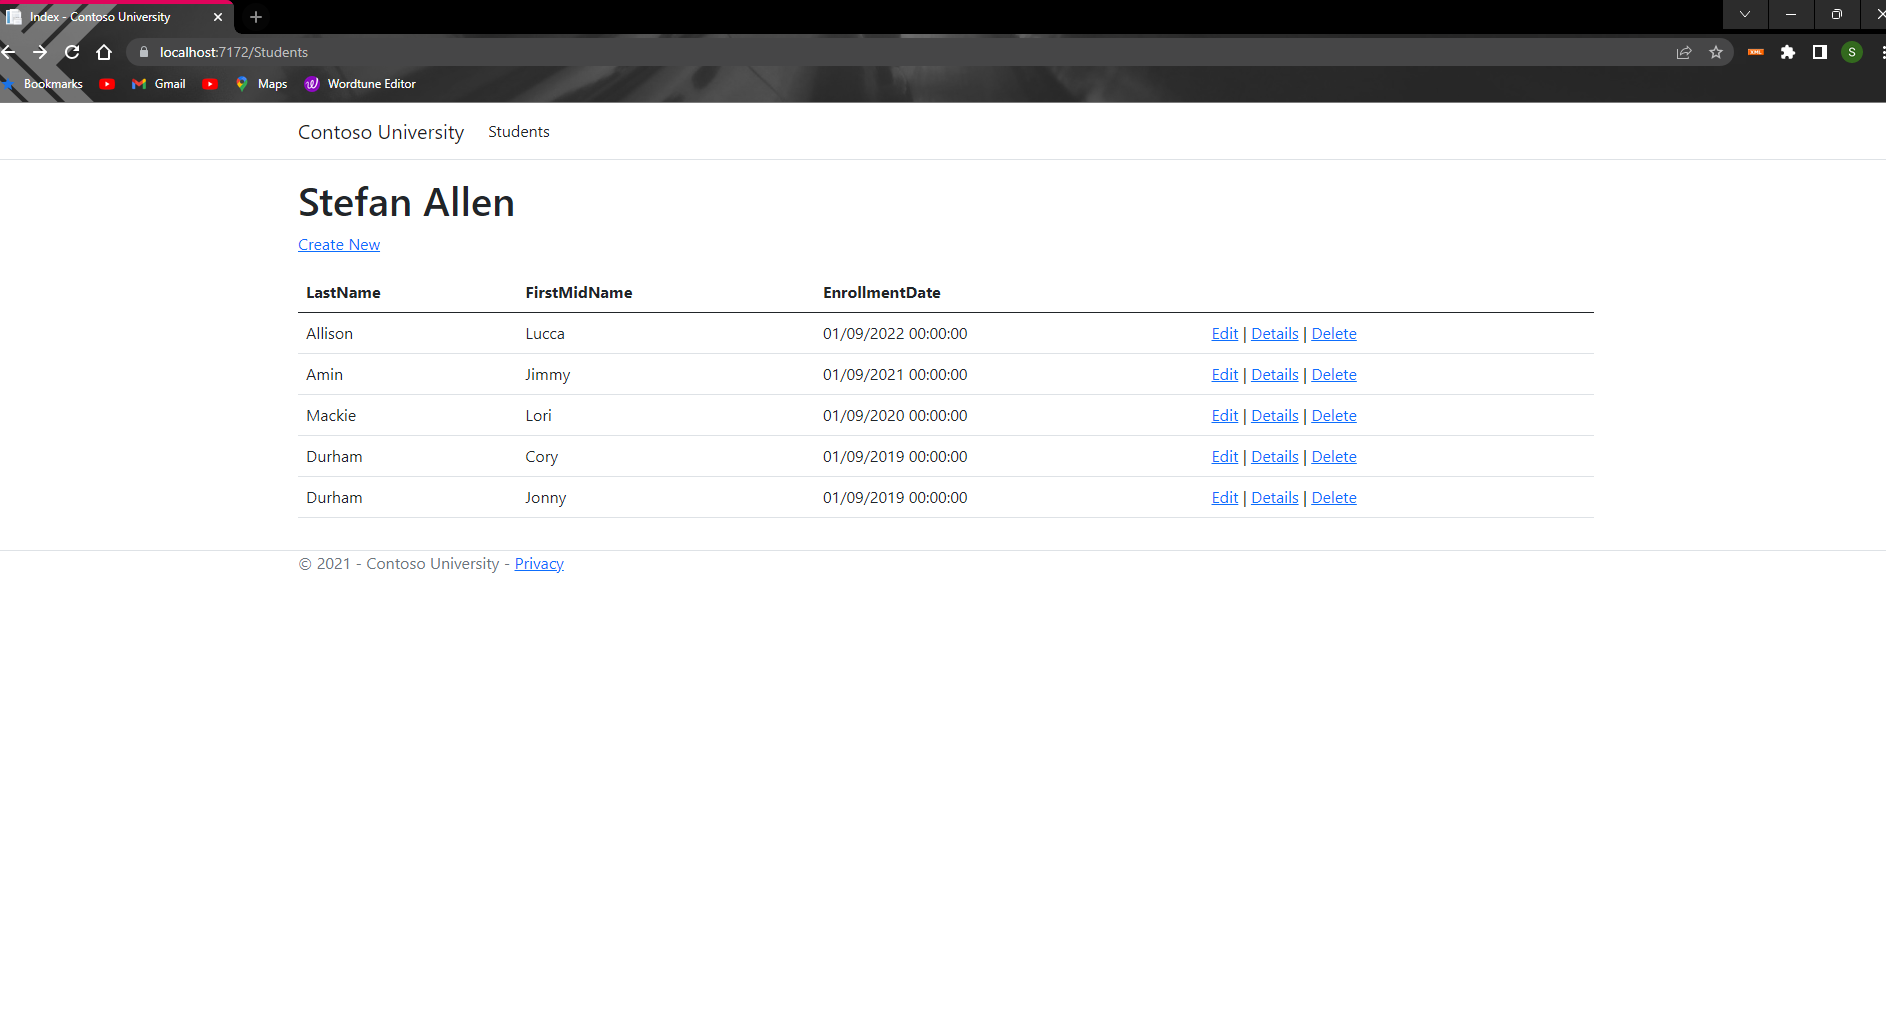 Index - Contoso University
localhost:7172/Students
S
Bookmarks Gmail Maps Wordtune Editor
Contoso University Students
Stefan Allen
Create New
LastName FirstMidName EnrollmentDate
Allison Lucca 01/09/2022 00:00:00 Edit | Details | Delete
Amin Jimmy 01/09/2021 00:00:00 Edit | Details | Delete
Mackie Lori 01/09/2020 00:00:00 Edit | Details | Delete
Durham Cory 01/09/2019 00:00:00 Edit | Details | Delete
Durham Jonny 01/09/2019 00:00:00 Edit | Details | Delete
© 2021 - Contoso University - Privacy